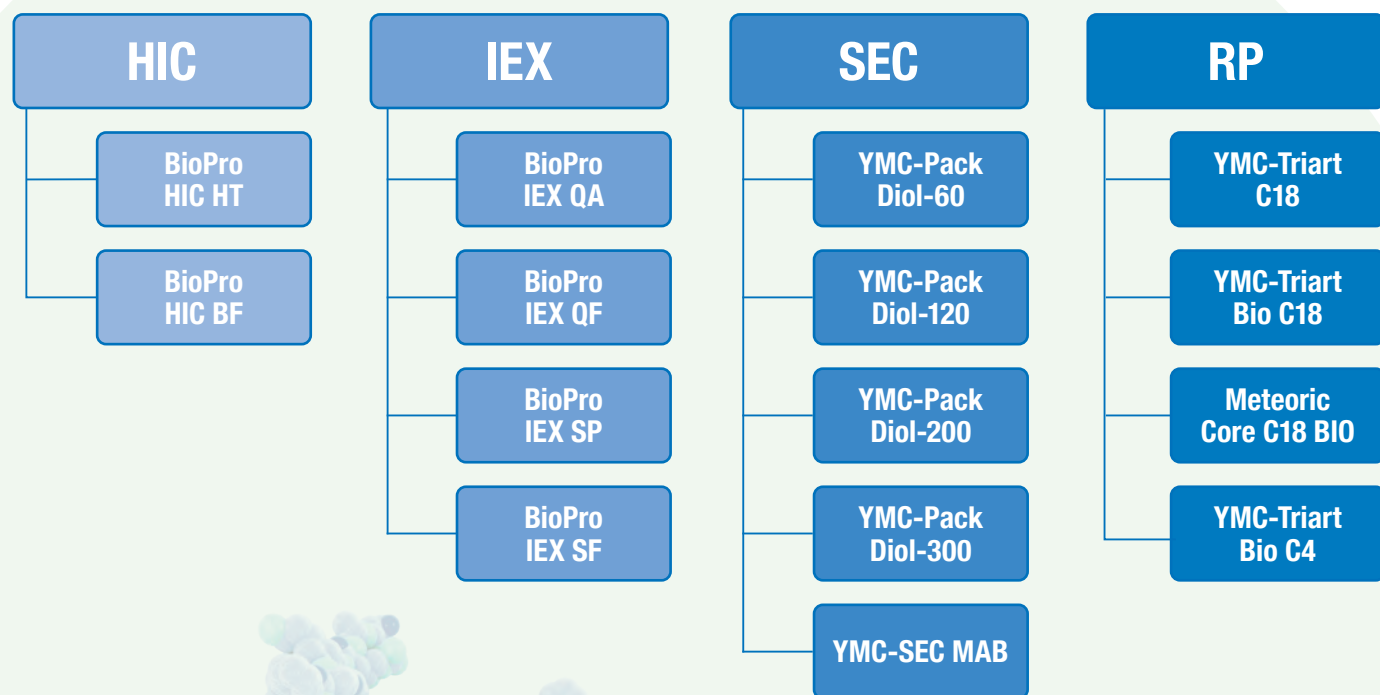 HIC
BioPro
HIC HT
BioPro
HIC BF
IEX
BioPro
IEX QA
BioPro
IEX QF
BioPro
IEX SP
BioPro
IEX SF
SEC
YMC-Pack
Diol-60
YMC-Pack
Diol-120
YMC-Pack
Diol-200
YMC-Pack
Diol-300
YMC-SEC MAB
RP
YMC-Triart
C18
YMC-Triart
Bio C18
Meteoric
Core C18 BIO
YMC-Triart
Bio C4